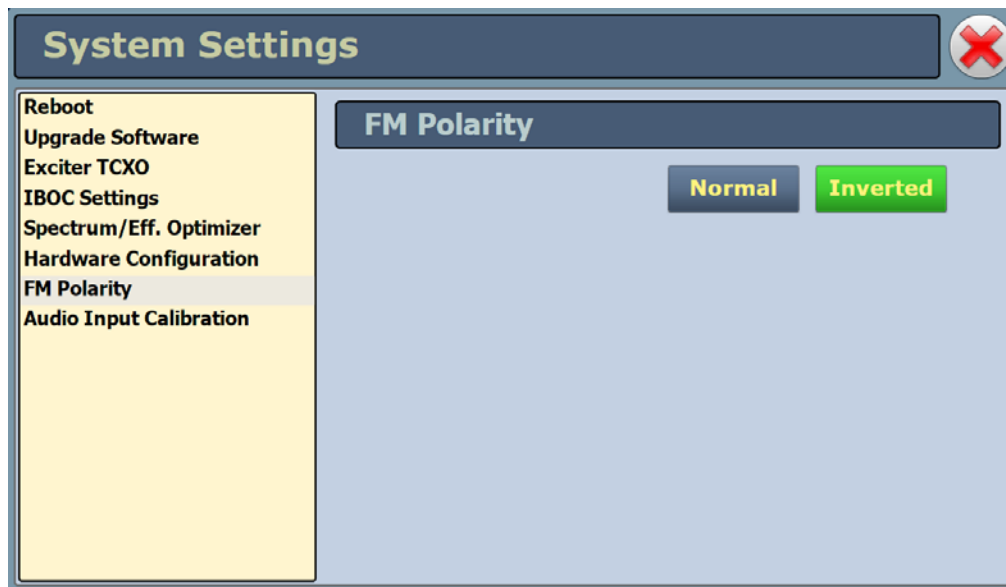 System Settings
Reboot
Upgrade Software
Exciter TCXO
IBOC Settings
Spectrum/Eff. Optimizer
Hardware Configuration
FM Polarity
Audio Input Calibration
FM Polarity
Normal Inverted